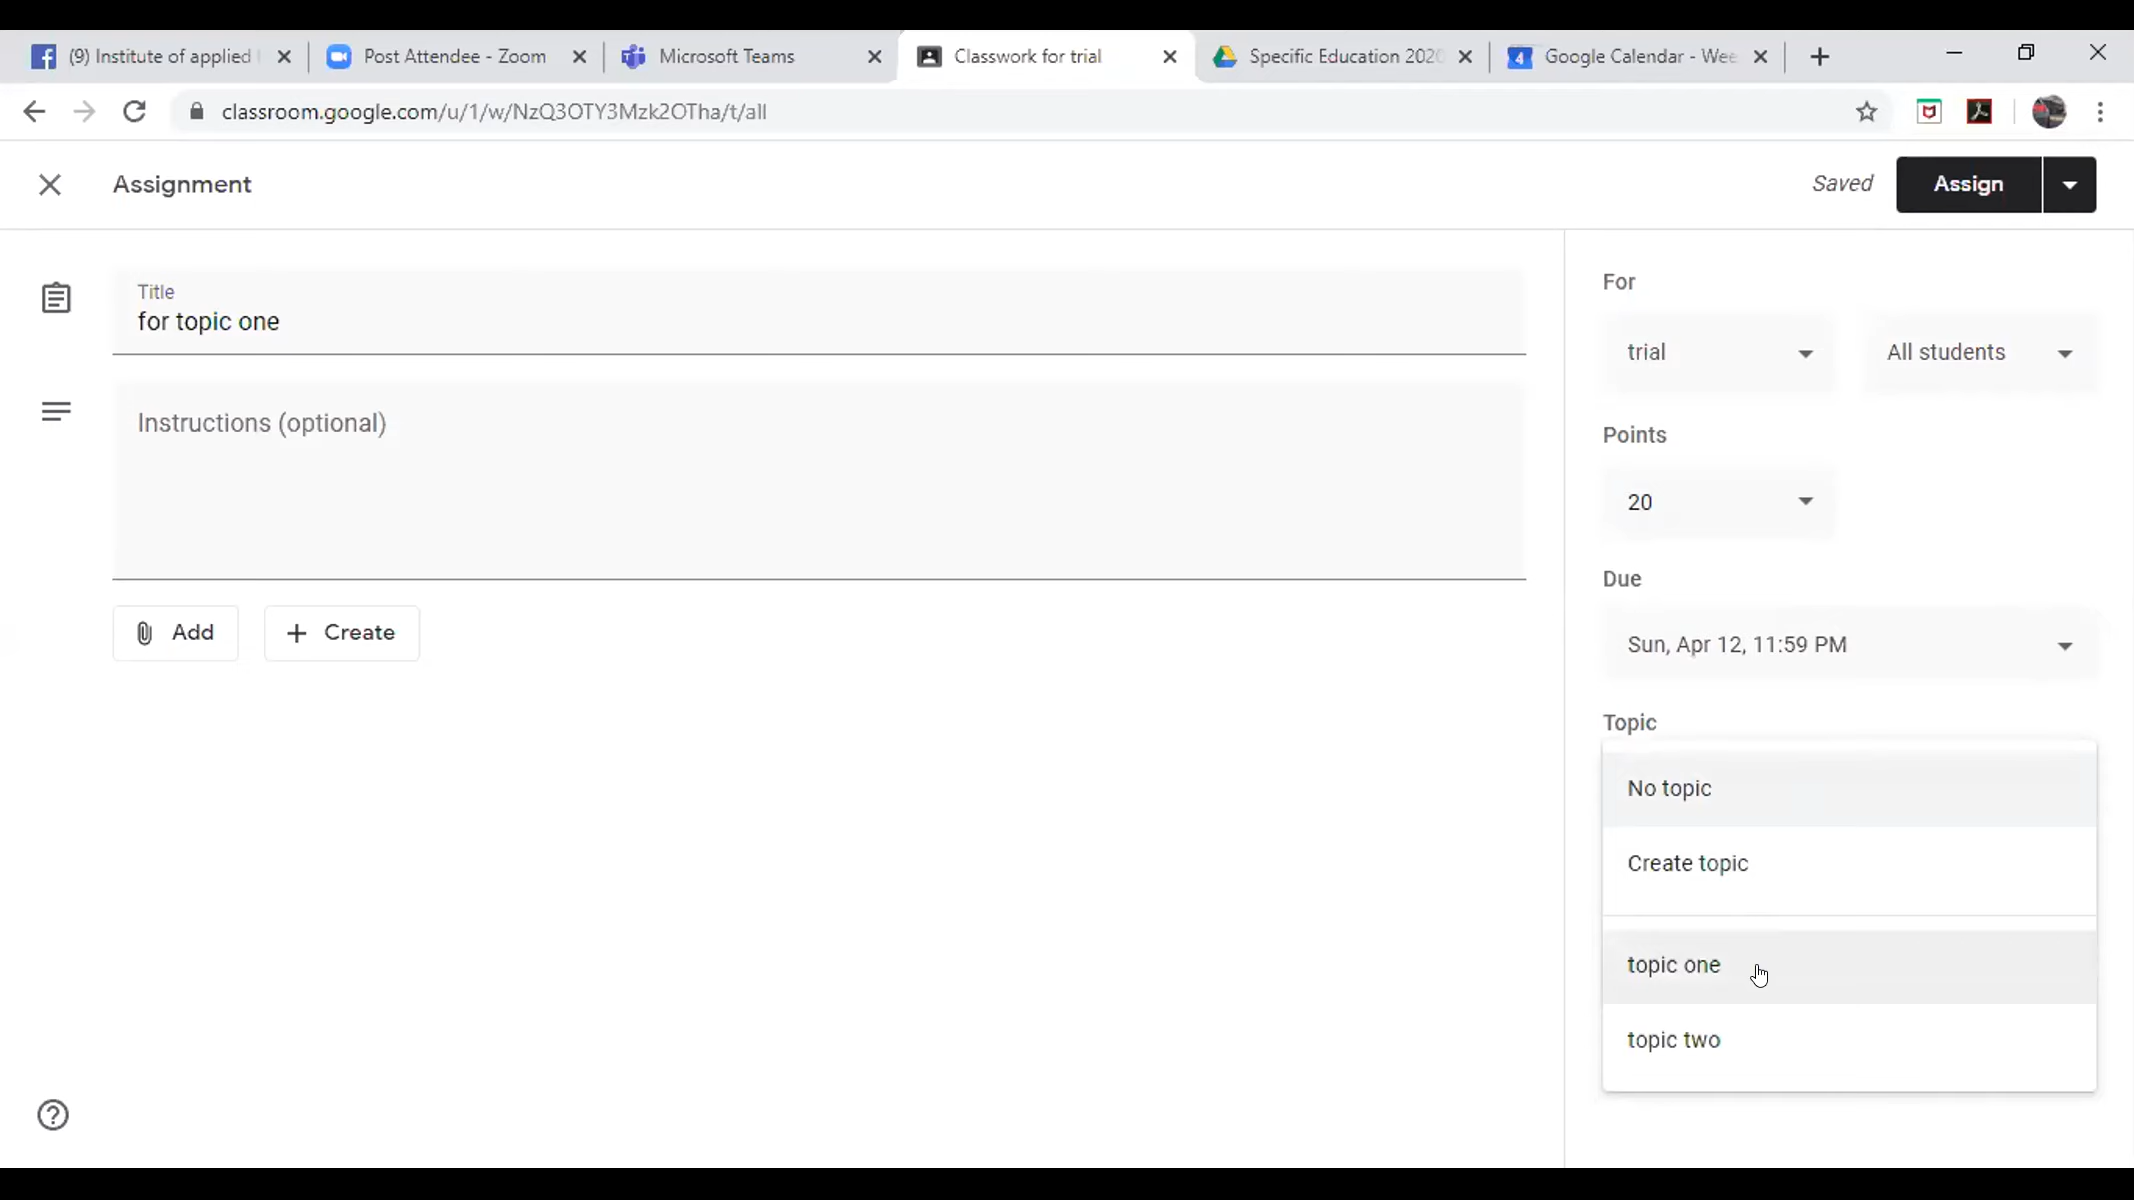 (9) Institute of applied
Post Attendee - Zoom
Microsoft Teams
Classwork for trial
Specific Education 2020
4
Google Calendar - Wee
classroom.google.com/u/1/w/NzQ3OTY3Mzk2OTha/t/all
Assignment
Saved
Assign
Title
for topic one
Instructions (optional)
Add
Create
For
trial
All students
Points
20
Due
Sun, Apr 12, 11:59 PM
Topic
No topic
Create topic
topic one
topic two